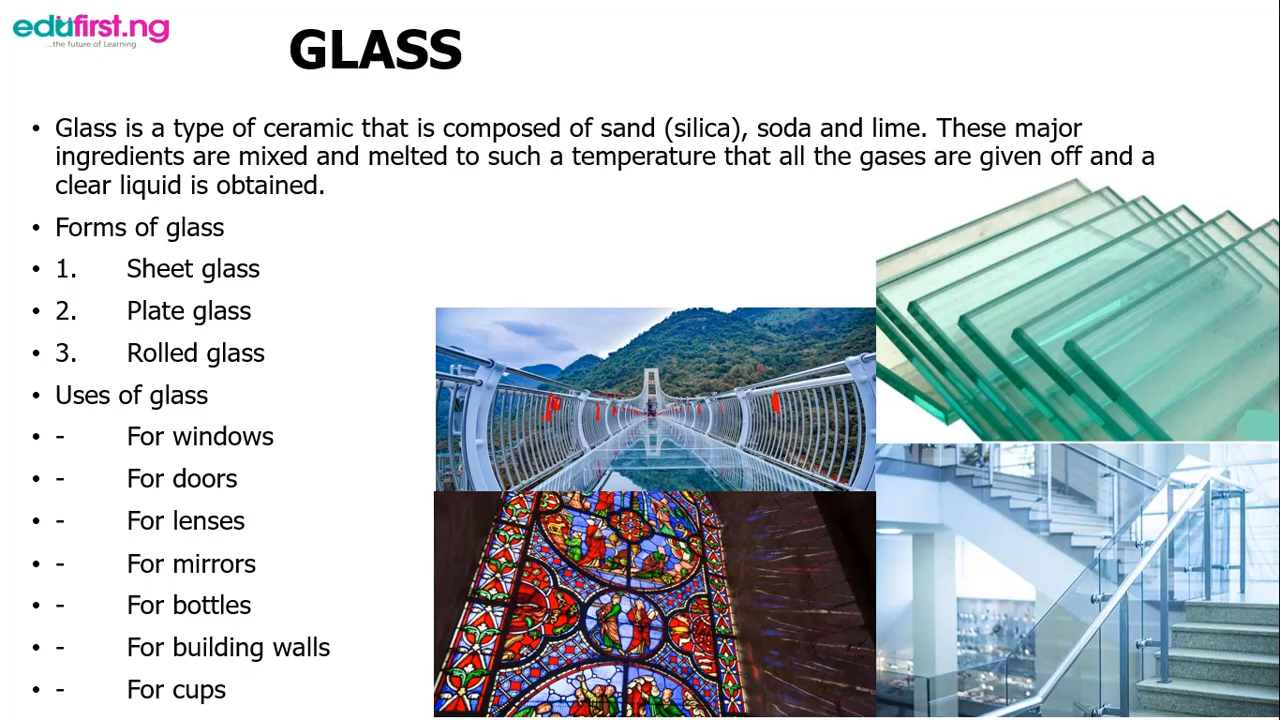 edufirst.ng
...the future of Learning
GLASS
• Glass is a type of ceramic that is composed of sand (silica), soda and lime. These major
ingredients are mixed and melted to such a temperature that all the gases are given off and a
clear liquid is obtained.
• Forms of glass
• 1. Sheet glass
• 2. Plate glass
• 3. Rolled glass
• Uses of glass
• - For windows
• - For doors
• - For lenses
• - For mirrors
• - For bottles
• - For building walls
• - For cups